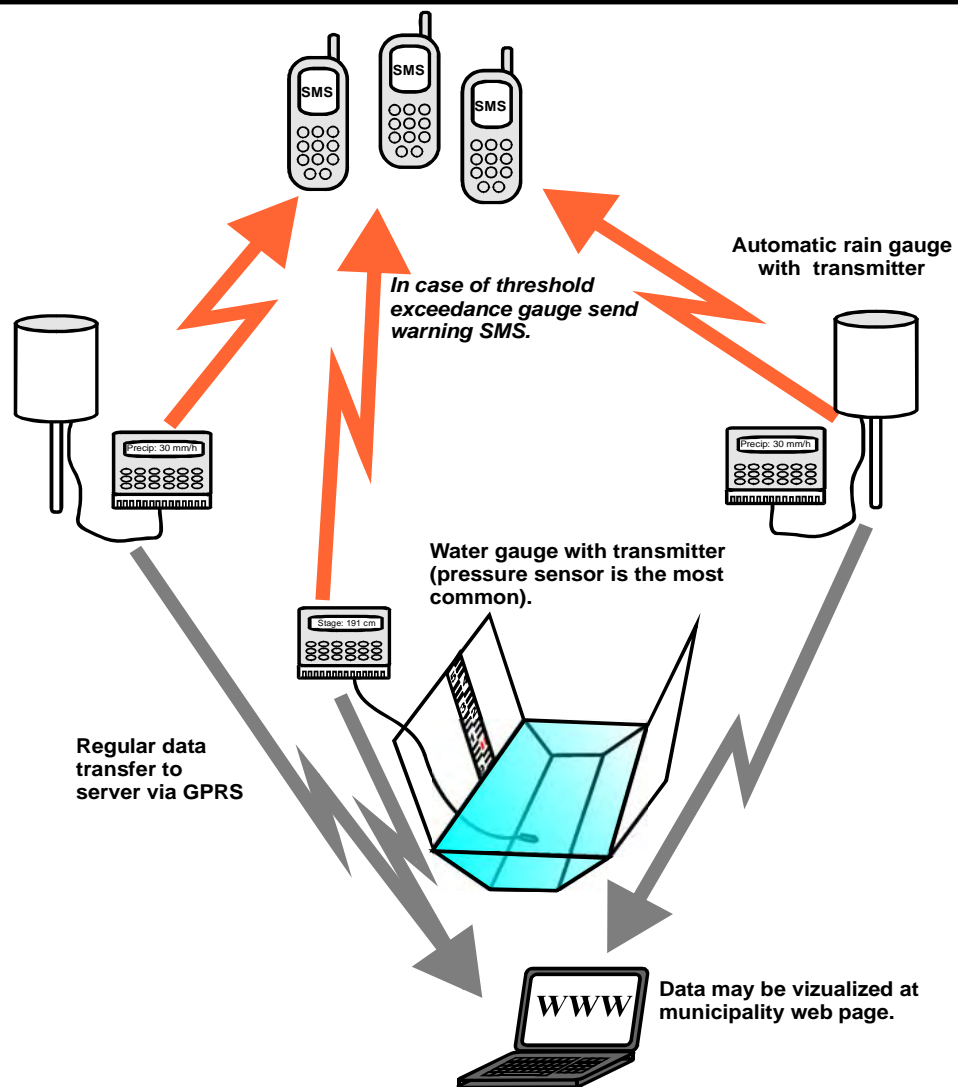 SMS
SMS
SMS
Automatic rain gauge
with transmitter
In case of threshold
exceedance gauge send
warning SMS.
Precip: 30 mm/h
Precip: 30 mm/h
Water gauge with transmitter
(pressure sensor is the most
common).
Stage: 191 cm
Regular data
transfer to
server via GPRS
WWW
Data may be vizualized at
municipality web page.